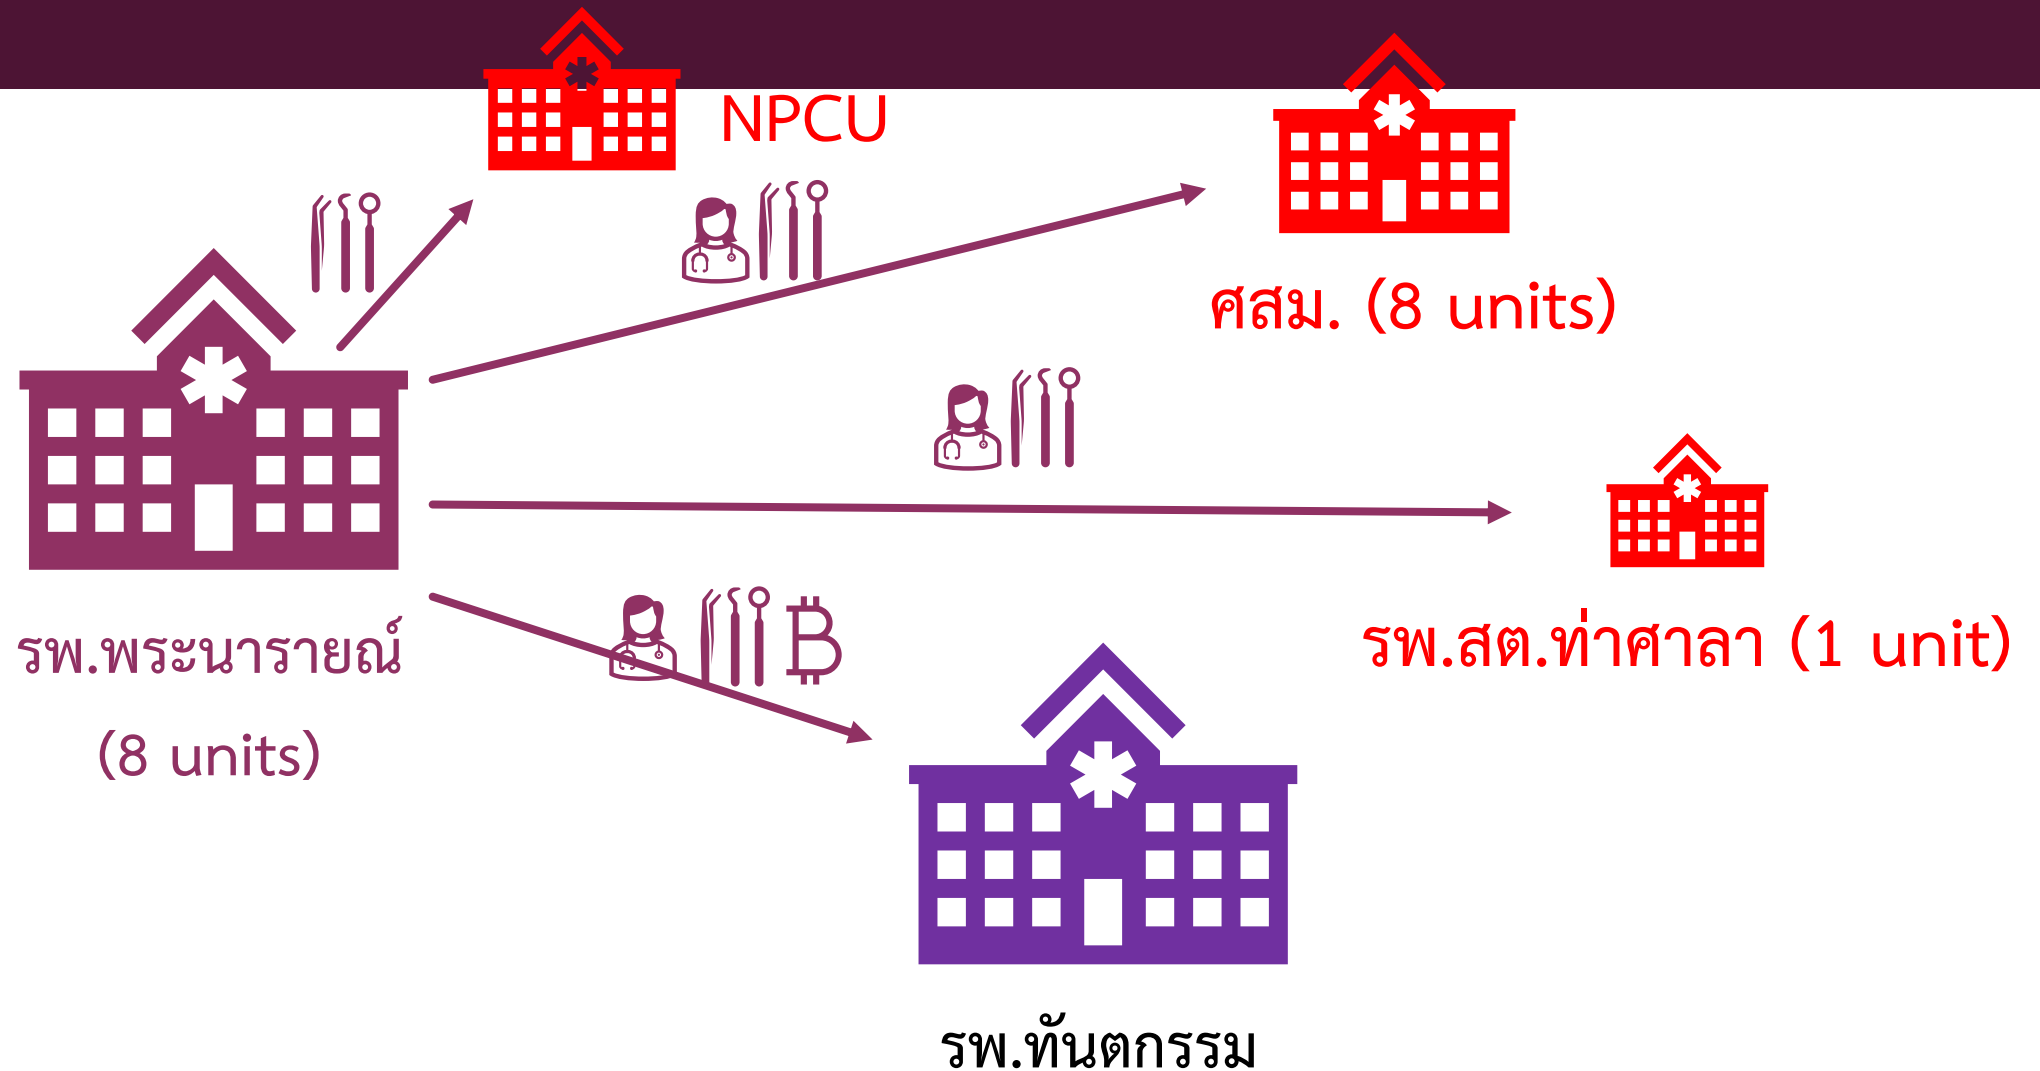 NPCU
ศสม. (8 units)
รพ.พระนารายณ์
(8 units)
รพ.สต.ท่าศาลา (1 unit)
รพ.ทันตกรรม